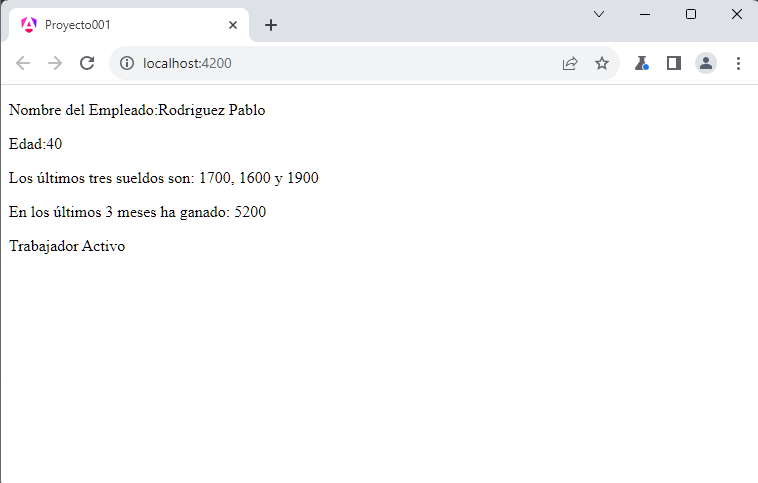 Proyecto001
localhost:4200
Nombre del Empleado:Rodriguez Pablo
Edad:40
Los últimos tres sueldos son: 1700, 1600 y 1900
En los últimos 3 meses ha ganado: 5200
Trabajador Activo